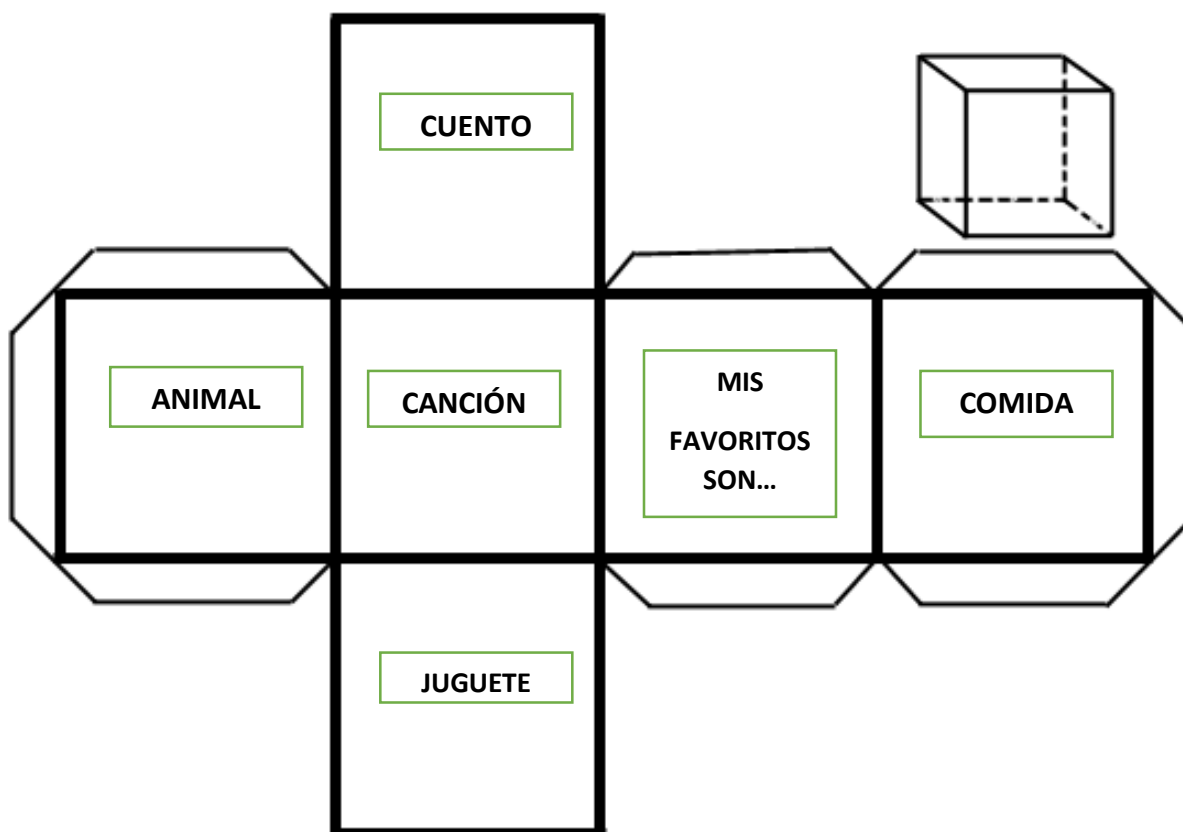 CUENTO
ANIMAL
CANCIÓN
MIS
FAVORITOS
SON...
COMIDA
JUGUETE